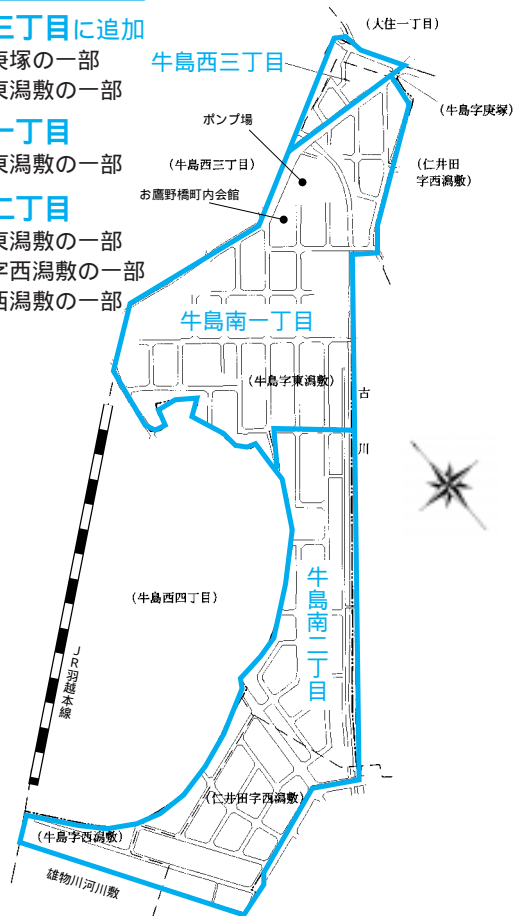 三丁目に追加
塚の一部
東潟敷の一部
一丁目
東潟敷の一部
二丁目
東潟敷の一部
字西潟敷の一部
西潟敷の一部
(大住一丁目)
牛島西三丁目
(牛島字庚塚)
ポンプ場
(牛島西三丁目)
(仁井田
字西潟敷)
お鷹野橋町内会館
牛島南一丁目
(牛島字東潟敷)
古川
(牛島西四丁目)
牛島南二丁目
JR羽越本線
(仁井田字西潟敷)
(牛島字西潟敷)
雄物川河川敷